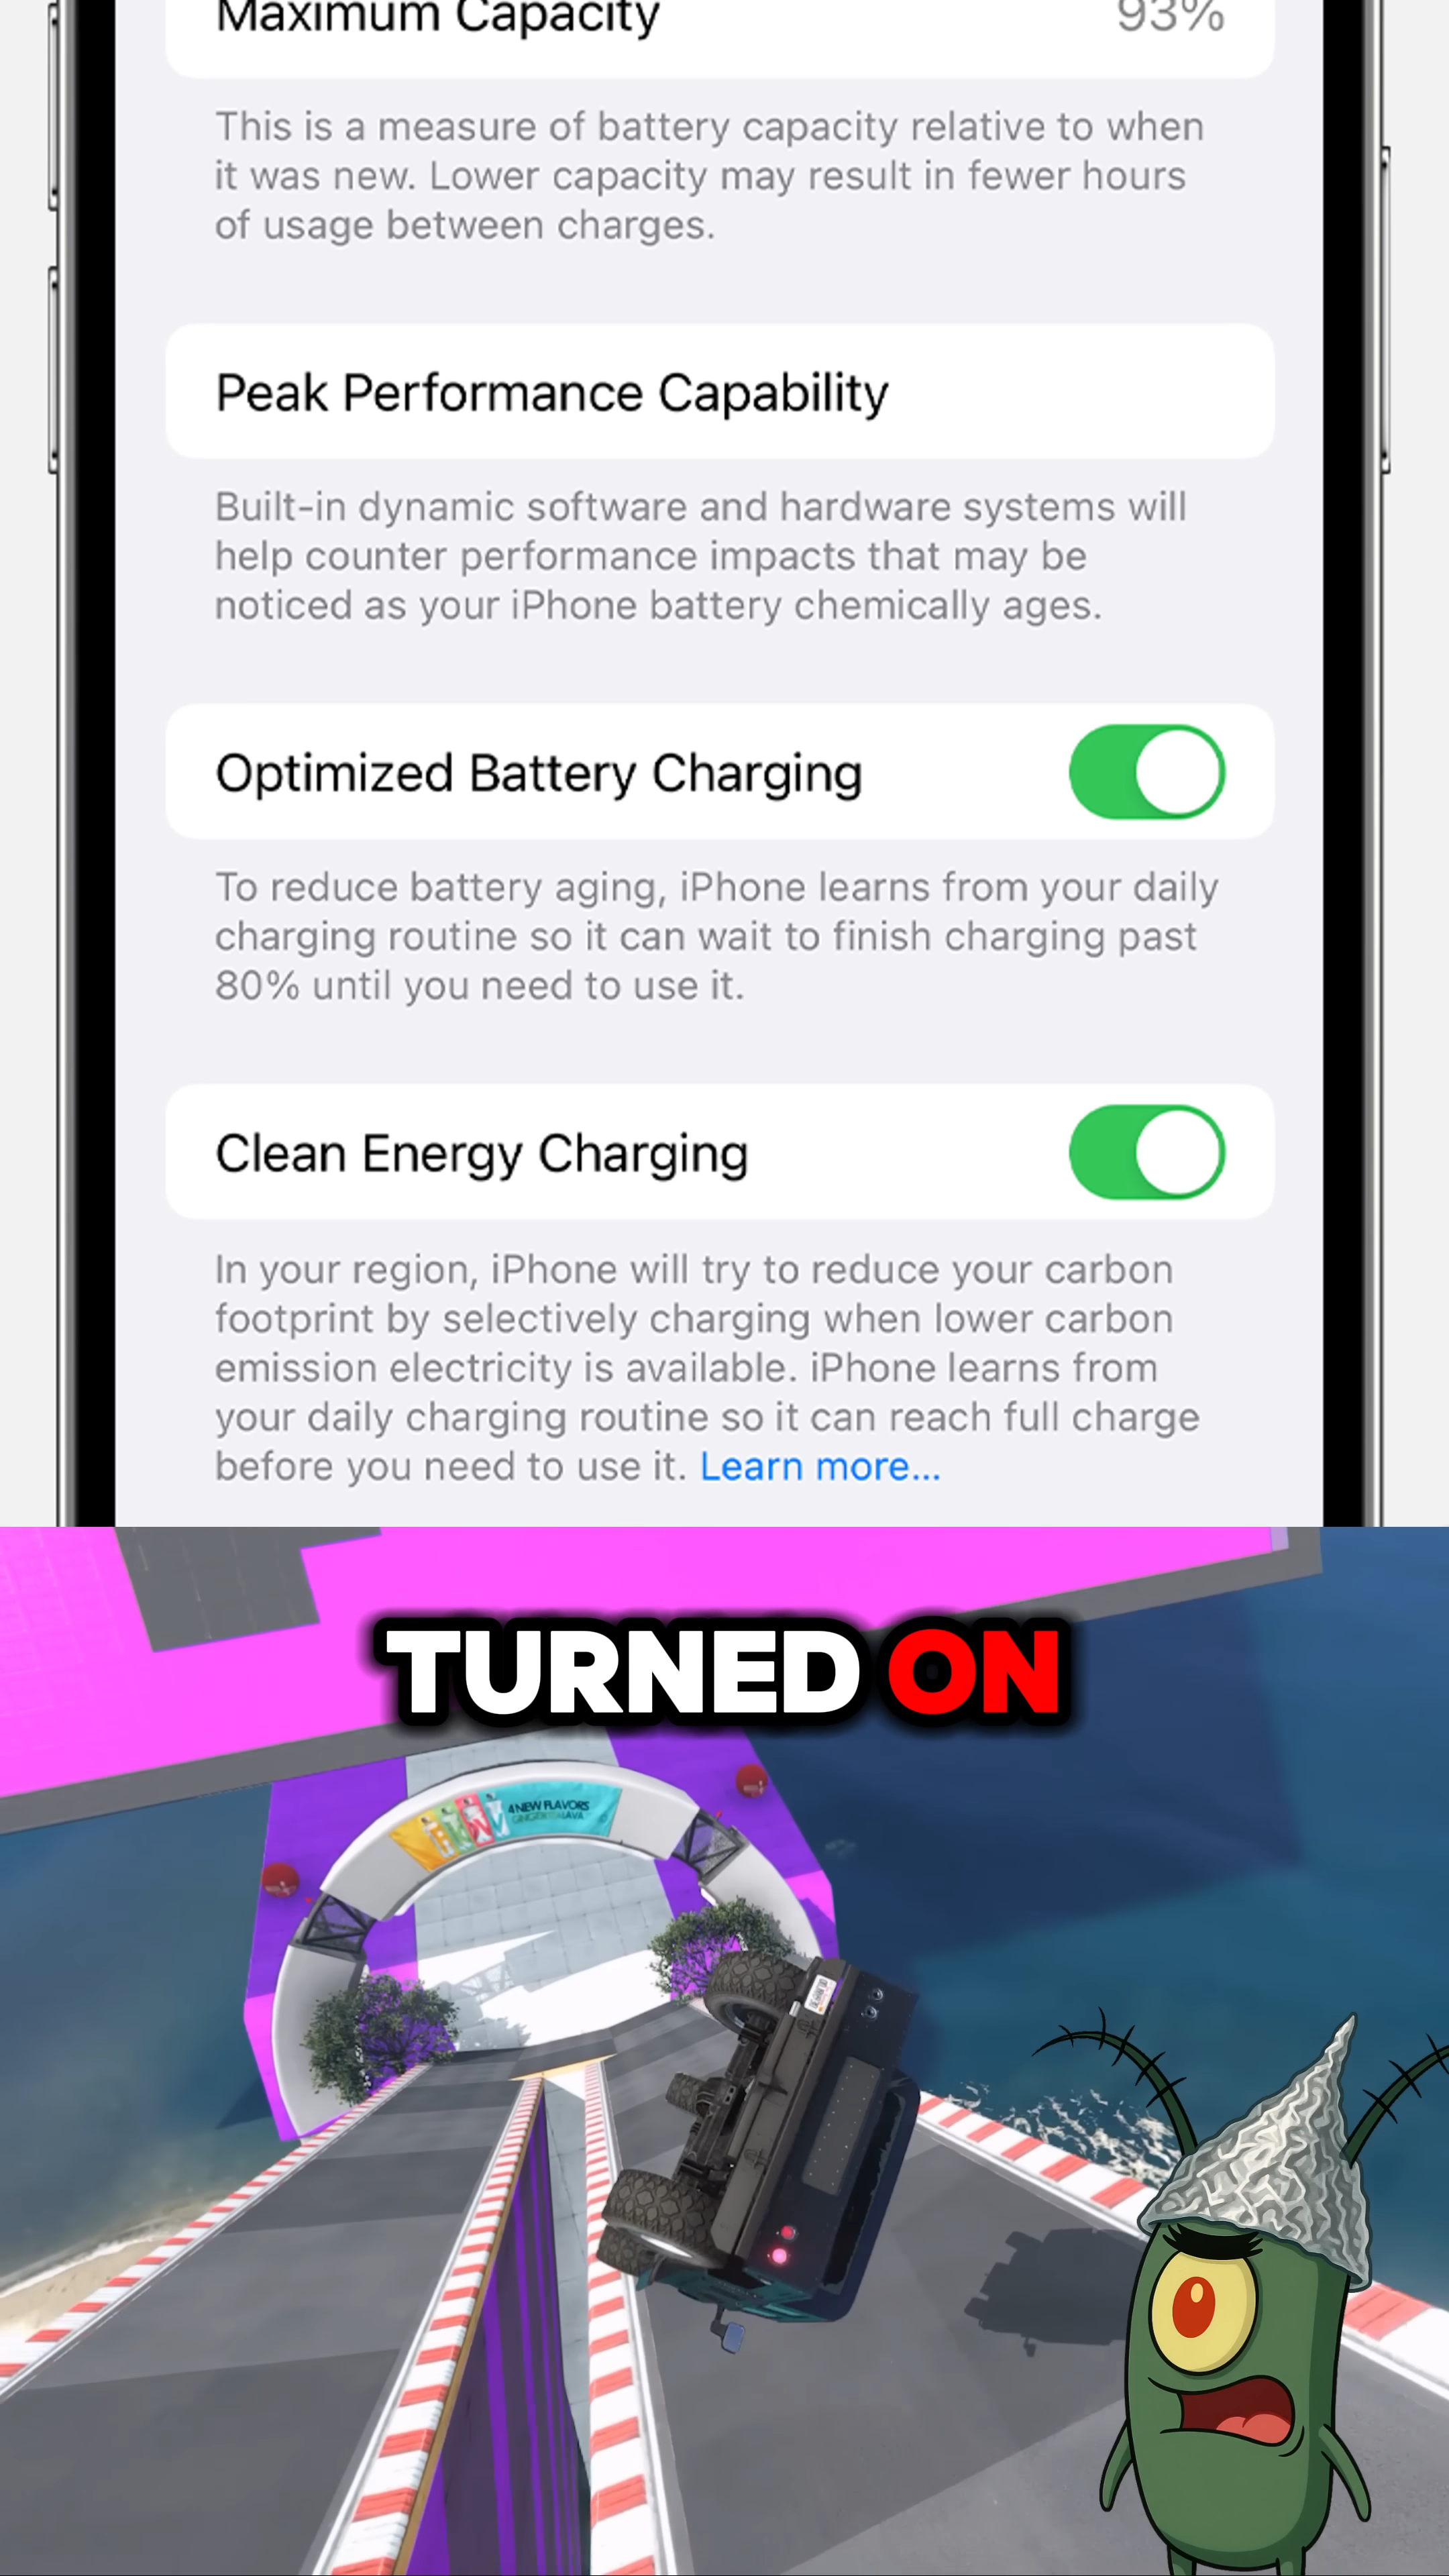 Maximum Capacity 93%
This is a measure of battery capacity relative to when
it was new. Lower capacity may result in fewer hours
of usage between charges.
Peak Performance Capability
Built-in dynamic software and hardware systems will
help counter performance impacts that may be
noticed as your iPhone battery chemically ages.
Optimized Battery Charging
To reduce battery aging, iPhone learns from your daily
charging routine so it can wait to finish charging past
80% until you need to use it.
Clean Energy Charging
In your region, iPhone will try to reduce your carbon
footprint by selectively charging when lower carbon
emission electricity is available. iPhone learns from
your daily charging routine so it can reach full charge
before you need to use it. Learn more...
TURNED ON
4 NEW FLAVORS